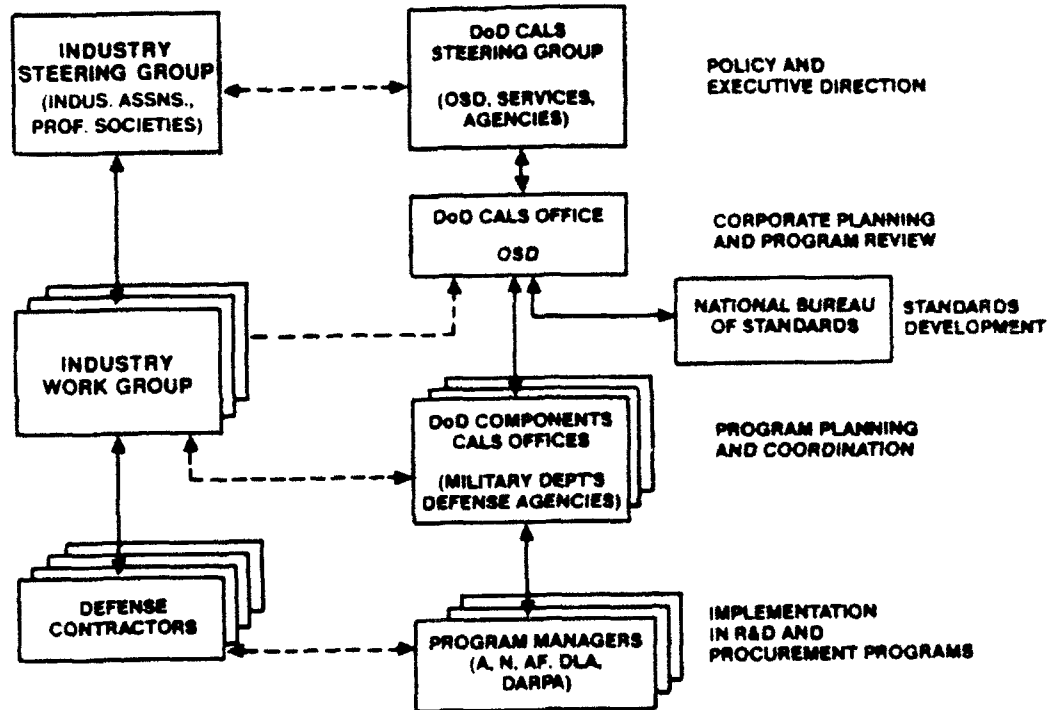 INDUSTRY
STEERING GROUP
(INDUS. ASSNS.,
PROF. SOCIETIES)
DoD CALS
STEERING GROUP
(OSD, SERVICES,
AGENCIES)
POLICY AND
EXECUTIVE DIRECTION
DoD CALS OFFICE
OSD
CORPORATE PLANNING
AND PROGRAM REVIEW
NATIONAL BUREAU
OF STANDARDS
STANDARDS
DEVELOPMENT
INDUSTRY
WORK GROUP
DoD COMPONENTS
CALS OFFICES
(MILITARY DEPT'S
DEFENSE AGENCIES)
PROGRAM PLANNING
AND COORDINATION
DEFENSE
CONTRACTORS
PROGRAM MANAGERS
(A, N, AF, DLA,
DARPA)
IMPLEMENTATION
IN R&D AND
PROCUREMENT PROGRAMS